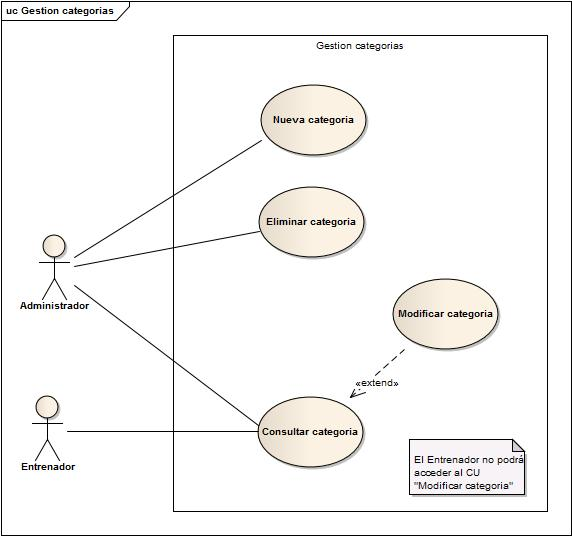 uc Gestion categorias
Gestion categorias
Nueva categoria
Eliminar categoria
Administrador
Modificar categoria
«extend»
Consultar categoria
Entrenador
El Entrenador no podrá
acceder al CU
"Modificar categoria"